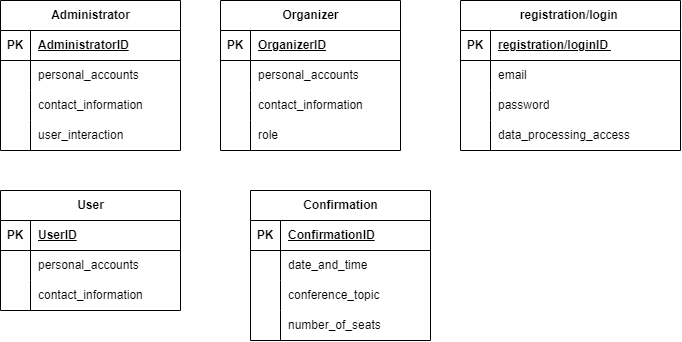 Administrator
PK AdministratorID
personal_accounts
contact_information
user_interaction
Organizer
PK OrganizerID
personal_accounts
contact_information
role
registration/login
PK registration/loginID
email
password
data_processing_access
User
PK UserID
personal_accounts
contact_information
Confirmation
PK ConfirmationID
date_and_time
conference_topic
number_of_seats